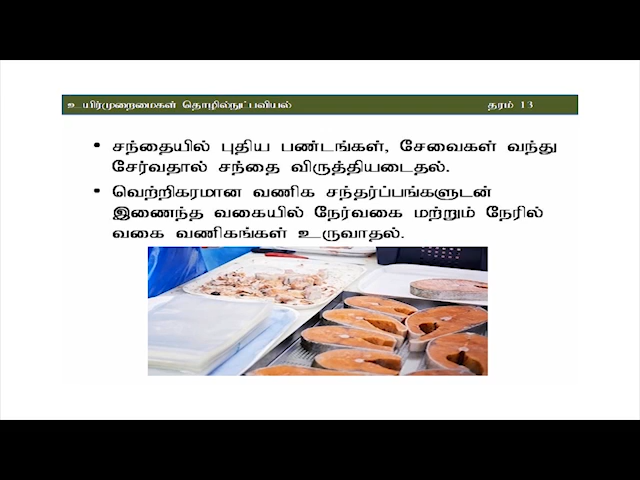 உயிர்முறைமைகள் தொழில்நுட்பவியல் தரம் 13
• சந்தையில் புதிய பண்டங்கள், சேவைகள் வந்து
சேர்வதால் சந்தை விருத்தியடைதல்.
• வெற்றிகரமான வணிக சந்தர்ப்பங்களுடன்
இணைந்த வகையில் நேர்வகை மற்றும் நேரில்
வகை வணிகங்கள் உருவாதல்.